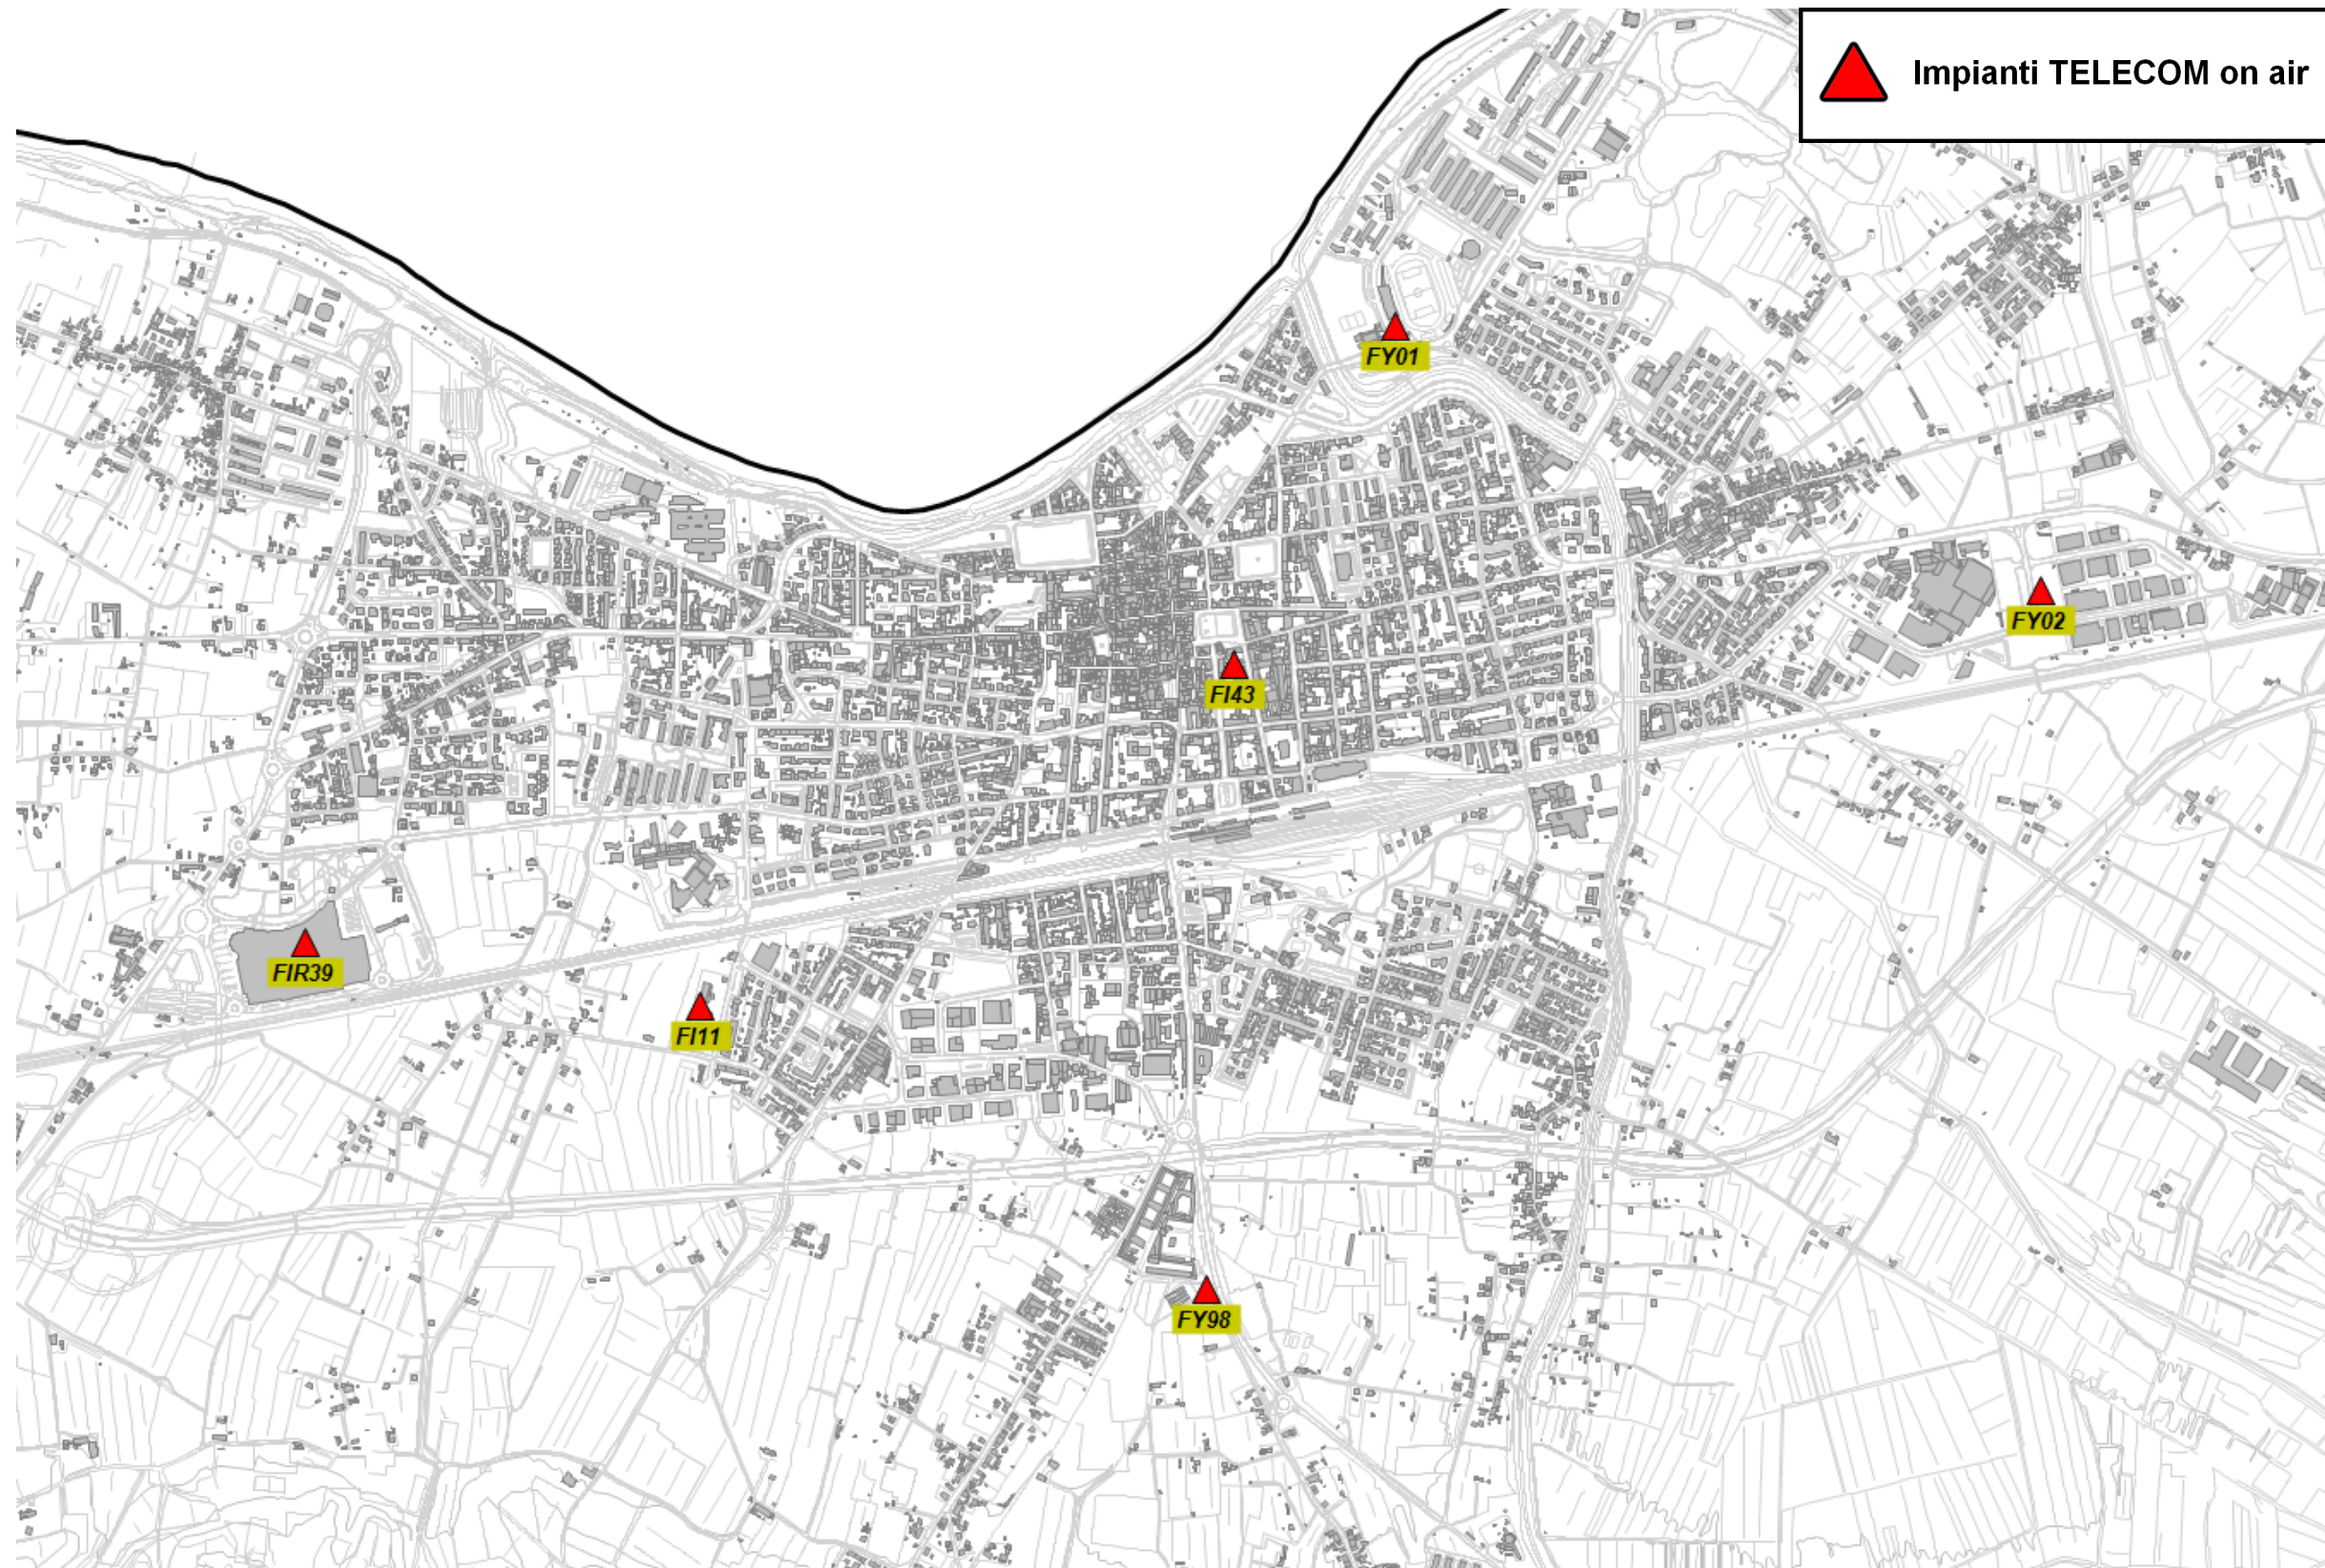 Impianti TELECOM on air
FY01
FY02
FI43
FIR39
FI11
FY98